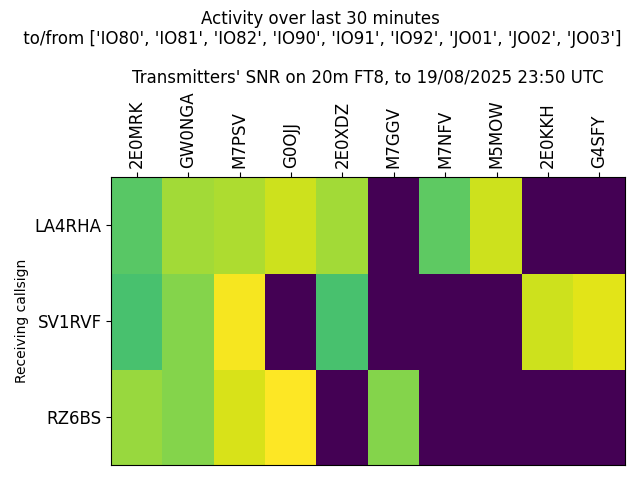 Activity over last 30 minutes
to/from ['IO80', 'IO81', 'IO82', 'IO90', 'IO91', 'IO92', 'JO01', 'JO02', 'JO03']
Transmitters' SNR on 20m FT8, to 19/08/2025 23:50 UTC
2E0MRK
GW0NGA
M7PSV
G0OJJ
2E0XDZ
M7GGV
M7NFV
M5MOW
2E0KKH
G4SFY
Receiving callsign
LA4RHA
SV1RVF
RZ6BS